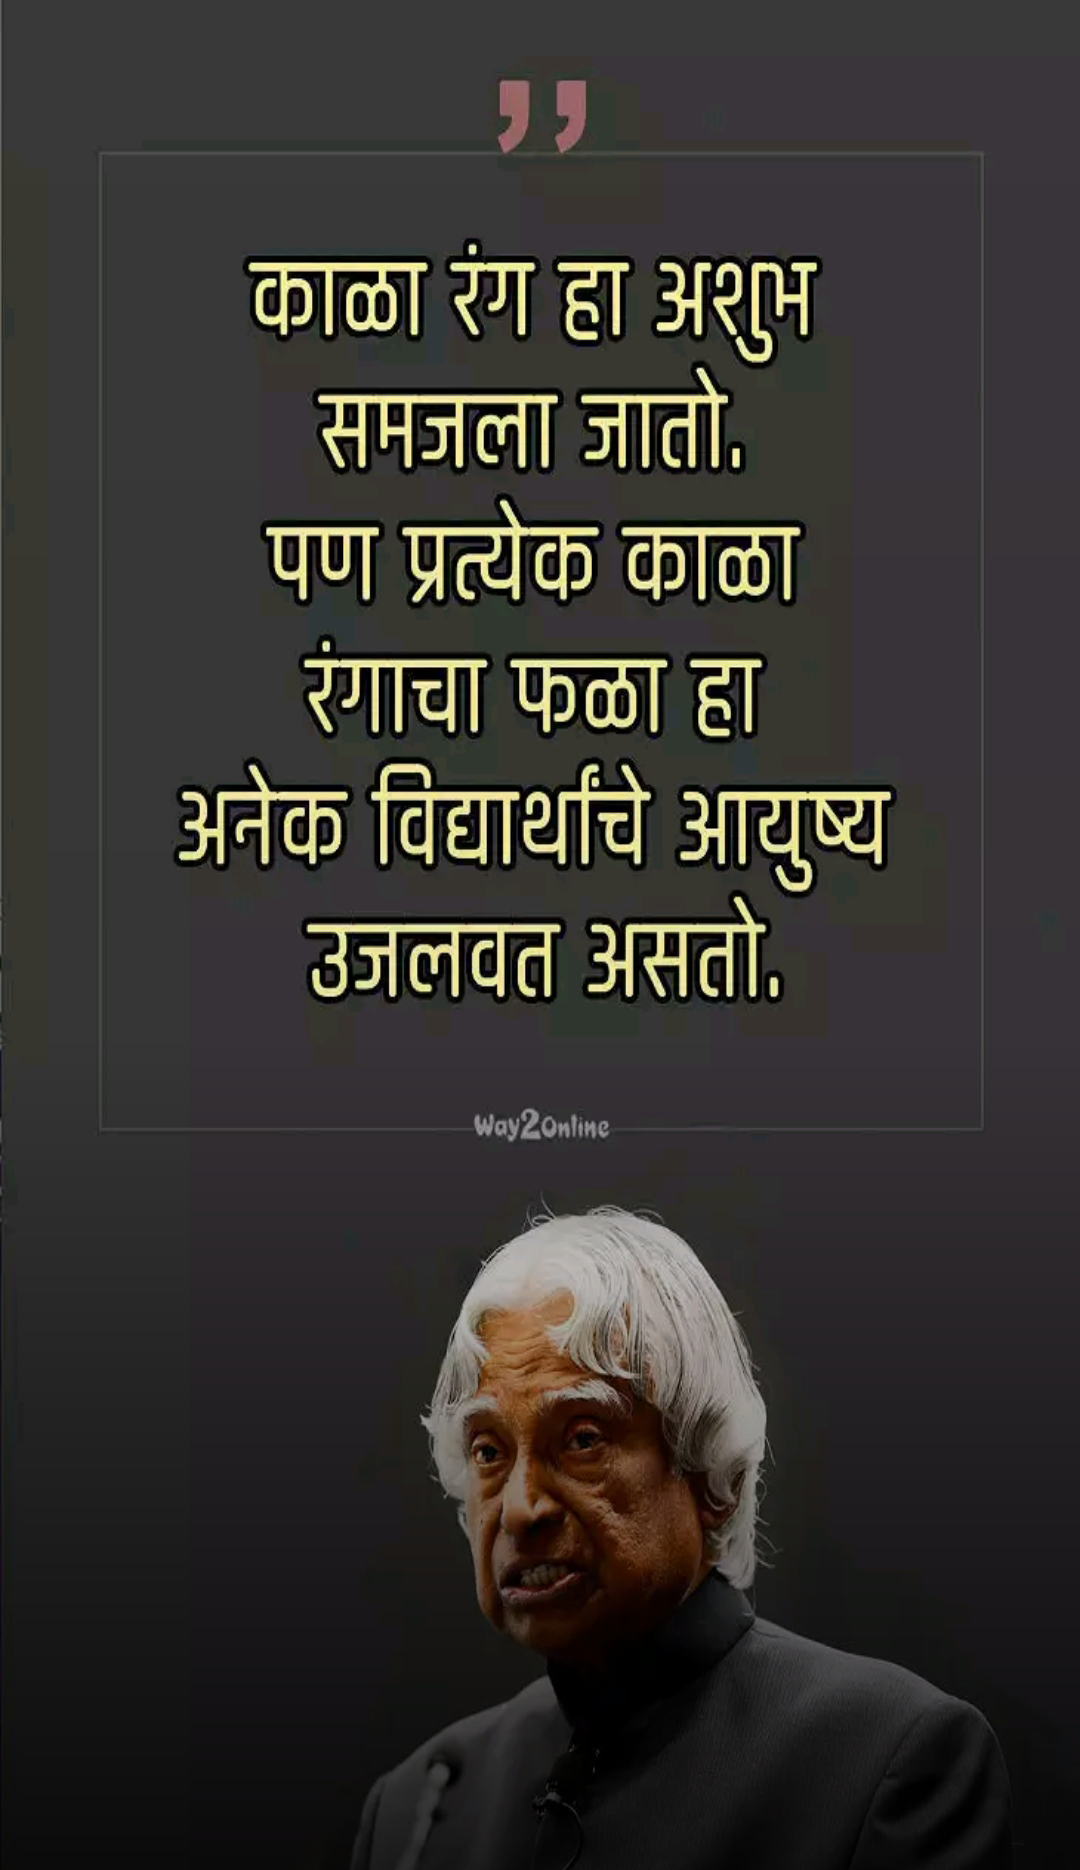 ”
काळा रंग हा अशुभ
समजला जातो.
पण प्रत्येक काळा
रंगाचा फळा हा
अनेक विद्यार्थांचे आयुष्य
उजलवत असतो.
Way2Online